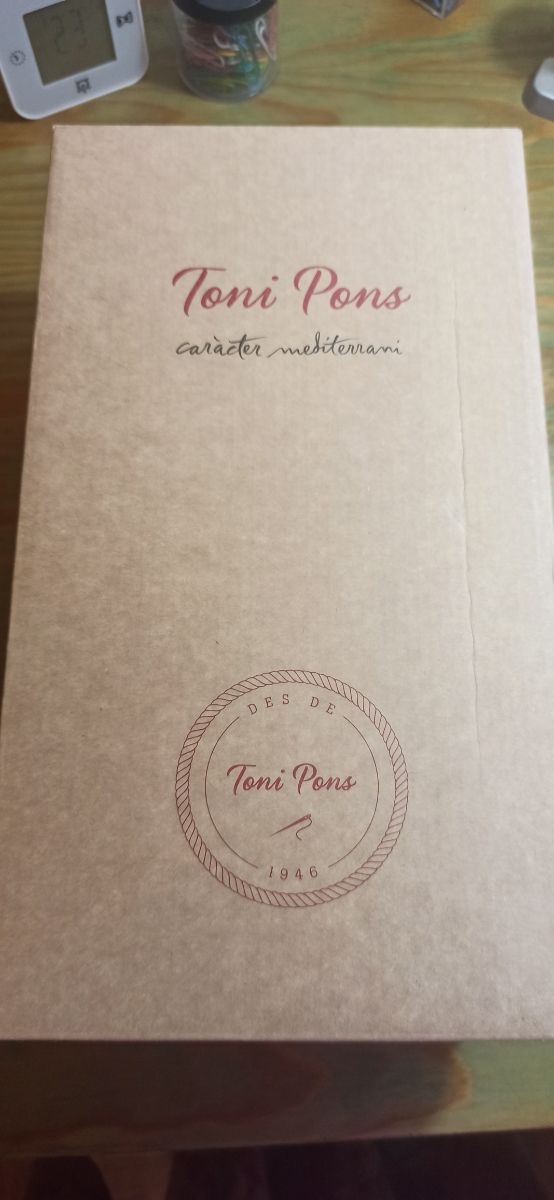 Toni Pons
caràcter mediterrani
DES DE
Toni Pons
1946